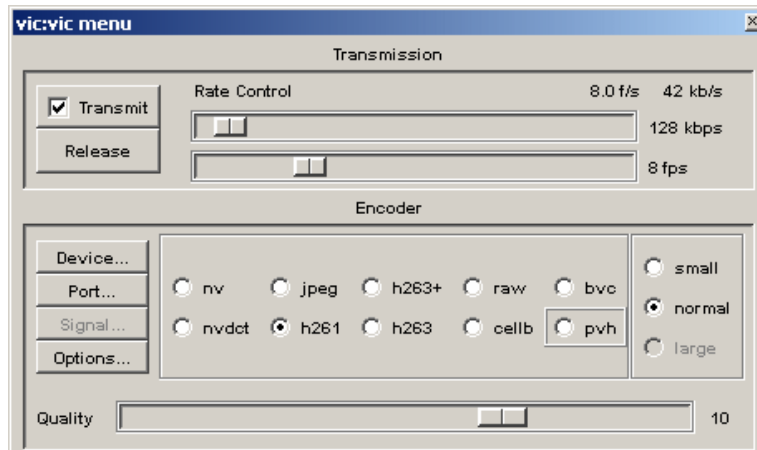 vic:vic menu
Transmission
Transmit
Release
Rate Control 8.0 f/s 42 kb/s
128 kbps
8 fps
Encoder
Device...
Port...
Signal...
Options...
nv jpeg h263+ raw bvc
nvdct h261 h263 cellb pvh
small
normal
large
Quality 10